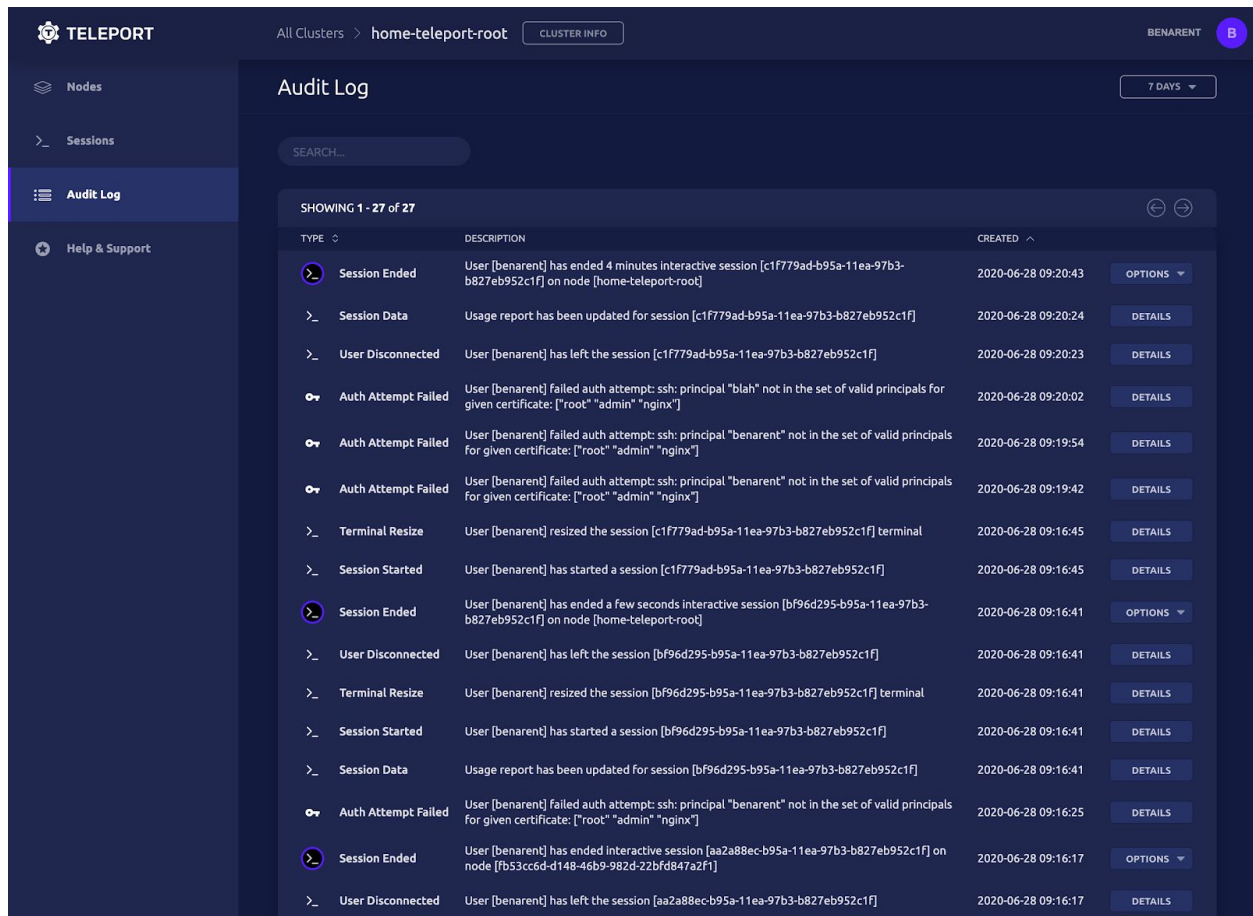 TELEPORT
All Clusters > home-teleport-root CLUSTER INFO
BENARENT B
Nodes
Sessions
Audit Log
Help & Support
Audit Log
7 DAYS
SEARCH...
SHOWING 1 - 27 of 27
TYPE DESCRIPTION CREATED
Session Ended User [benarent] has ended 4 minutes interactive session [c1f779ad-b95a-11ea-97b3-
b827eb952c1f] on node [home-teleport-root] 2020-06-28 09:20:43 OPTIONS
Session Data Usage report has been updated for session [c1f779ad-b95a-11ea-97b3-b827eb952c1f] 2020-06-28 09:20:24 DETAILS
User Disconnected User [benarent] has left the session [c1f779ad-b95a-11ea-97b3-b827eb952c1f] 2020-06-28 09:20:23 DETAILS
Auth Attempt Failed User [benarent] failed auth attempt: ssh: principal "blah" not in the set of valid principals for
given certificate: ["root" "admin" "nginx"] 2020-06-28 09:20:02 DETAILS
Auth Attempt Failed User [benarent] failed auth attempt: ssh: principal "benarent" not in the set of valid principals
for given certificate: ["root" "admin" "nginx"] 2020-06-28 09:19:54 DETAILS
Auth Attempt Failed User [benarent] failed auth attempt: ssh: principal "benarent" not in the set of valid principals
for given certificate: ["root" "admin" "nginx"] 2020-06-28 09:19:42 DETAILS
Terminal Resize User [benarent] resized the session [c1f779ad-b95a-11ea-97b3-b827eb952c1f] terminal 2020-06-28 09:16:45 DETAILS
Session Started User [benarent] has started a session [c1f779ad-b95a-11ea-97b3-b827eb952c1f] 2020-06-28 09:16:45 DETAILS
Session Ended User [benarent] has ended a few seconds interactive session [bf96d295-b95a-11ea-97b3-
b827eb952c1f] on node [home-teleport-root] 2020-06-28 09:16:41 OPTIONS
User Disconnected User [benarent] has left the session [bf96d295-b95a-11ea-97b3-b827eb952c1f] 2020-06-28 09:16:41 DETAILS
Terminal Resize User [benarent] resized the session [bf96d295-b95a-11ea-97b3-b827eb952c1f] terminal 2020-06-28 09:16:41 DETAILS
Session Started User [benarent] has started a session [bf96d295-b95a-11ea-97b3-b827eb952c1f] 2020-06-28 09:16:41 DETAILS
Session Data Usage report has been updated for session [bf96d295-b95a-11ea-97b3-b827eb952c1f] 2020-06-28 09:16:41 DETAILS
Auth Attempt Failed User [benarent] failed auth attempt: ssh: principal "benarent" not in the set of valid principals
for given certificate: ["root" "admin" "nginx"] 2020-06-28 09:16:25 DETAILS
Session Ended User [benarent] has ended interactive session [aa2a88ec-b95a-11ea-97b3-b827eb952c1f] on
node [fb53cc6d-d148-46b9-982d-22bfd847a2f1] 2020-06-28 09:16:17 OPTIONS
User Disconnected User [benarent] has left the session [aa2a88ec-b95a-11ea-97b3-b827eb952c1f] 2020-06-28 09:16:17 DETAILS